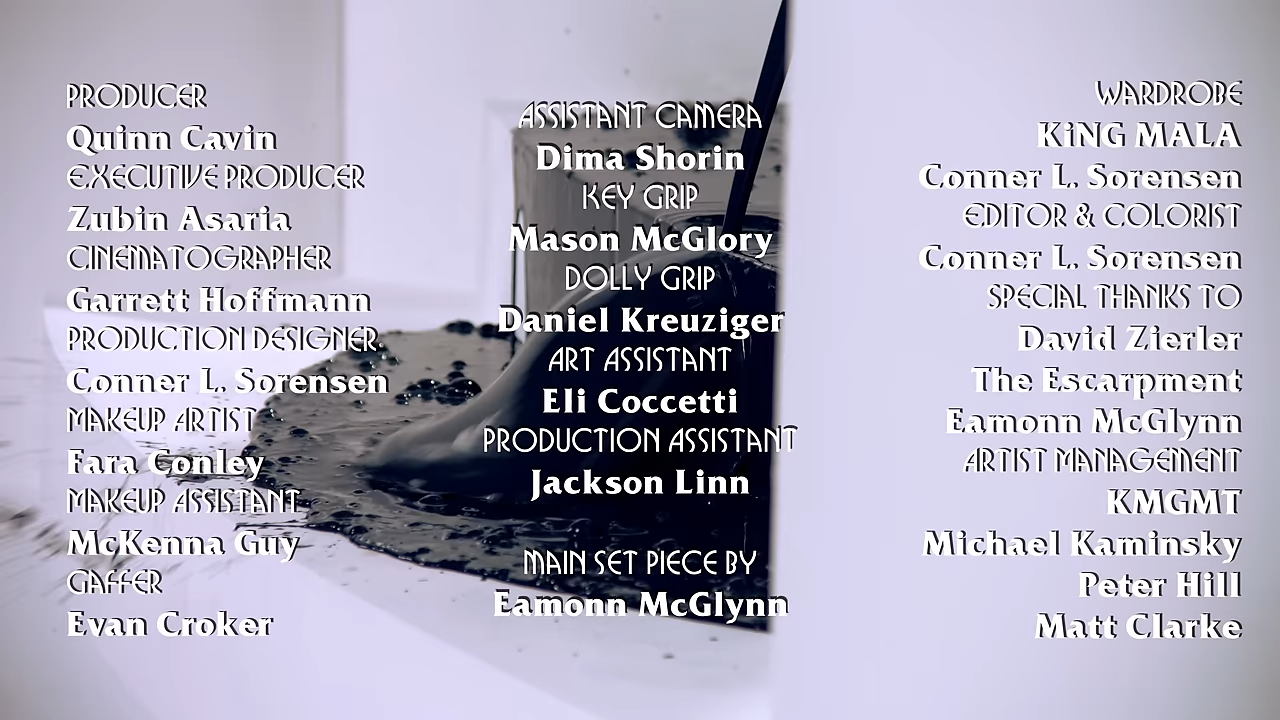 PRODUCER
Quinn Cavin
EXECUTIVE PRODUCER
Zubin Asaria
CINEMATOGRAPHER
Garrett Hoffmann
PRODUCTION DESIGNER
Conner L. Sorensen
MAKEUP ARTIST
Fara Conley
MAKEUP ASSISTANT
McKenna Guy
GAFFER
Evan Croker
ASSISTANT CAMERA
Dima Shorin
KEY GRIP
Mason McGlory
DOLLY GRIP
Daniel Kreuziger
ART ASSISTANT
Eli Coccetti
PRODUCTION ASSISTANT
Jackson Linn
MAIN SET PIECE BY
Eamonn McGlynn
WARDROBE
KiNG MALA
Conner L. Sorensen
EDITOR & COLORIST
Conner L. Sorensen
SPECIAL THANKS TO
David Zierler
The Escarpment
Eamonn McGlynn
ARTIST MANAGEMENT
KMGMT
Michael Kaminsky
Peter Hill
Matt Clarke